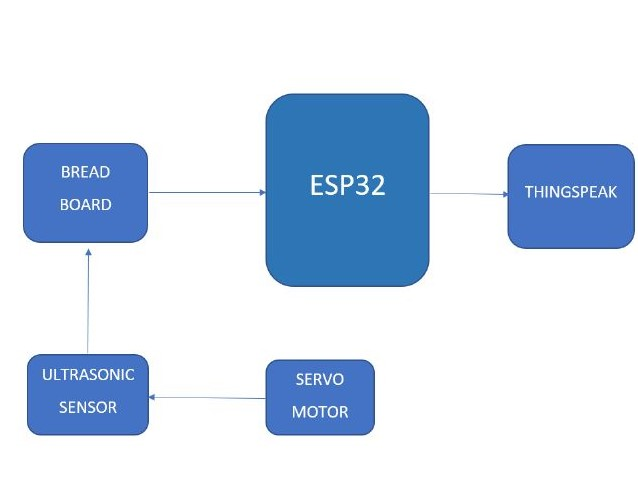 BREAD
BOARD
ESP32
THINGSPEAK
ULTRASONIC
SENSOR
SERVO
MOTOR